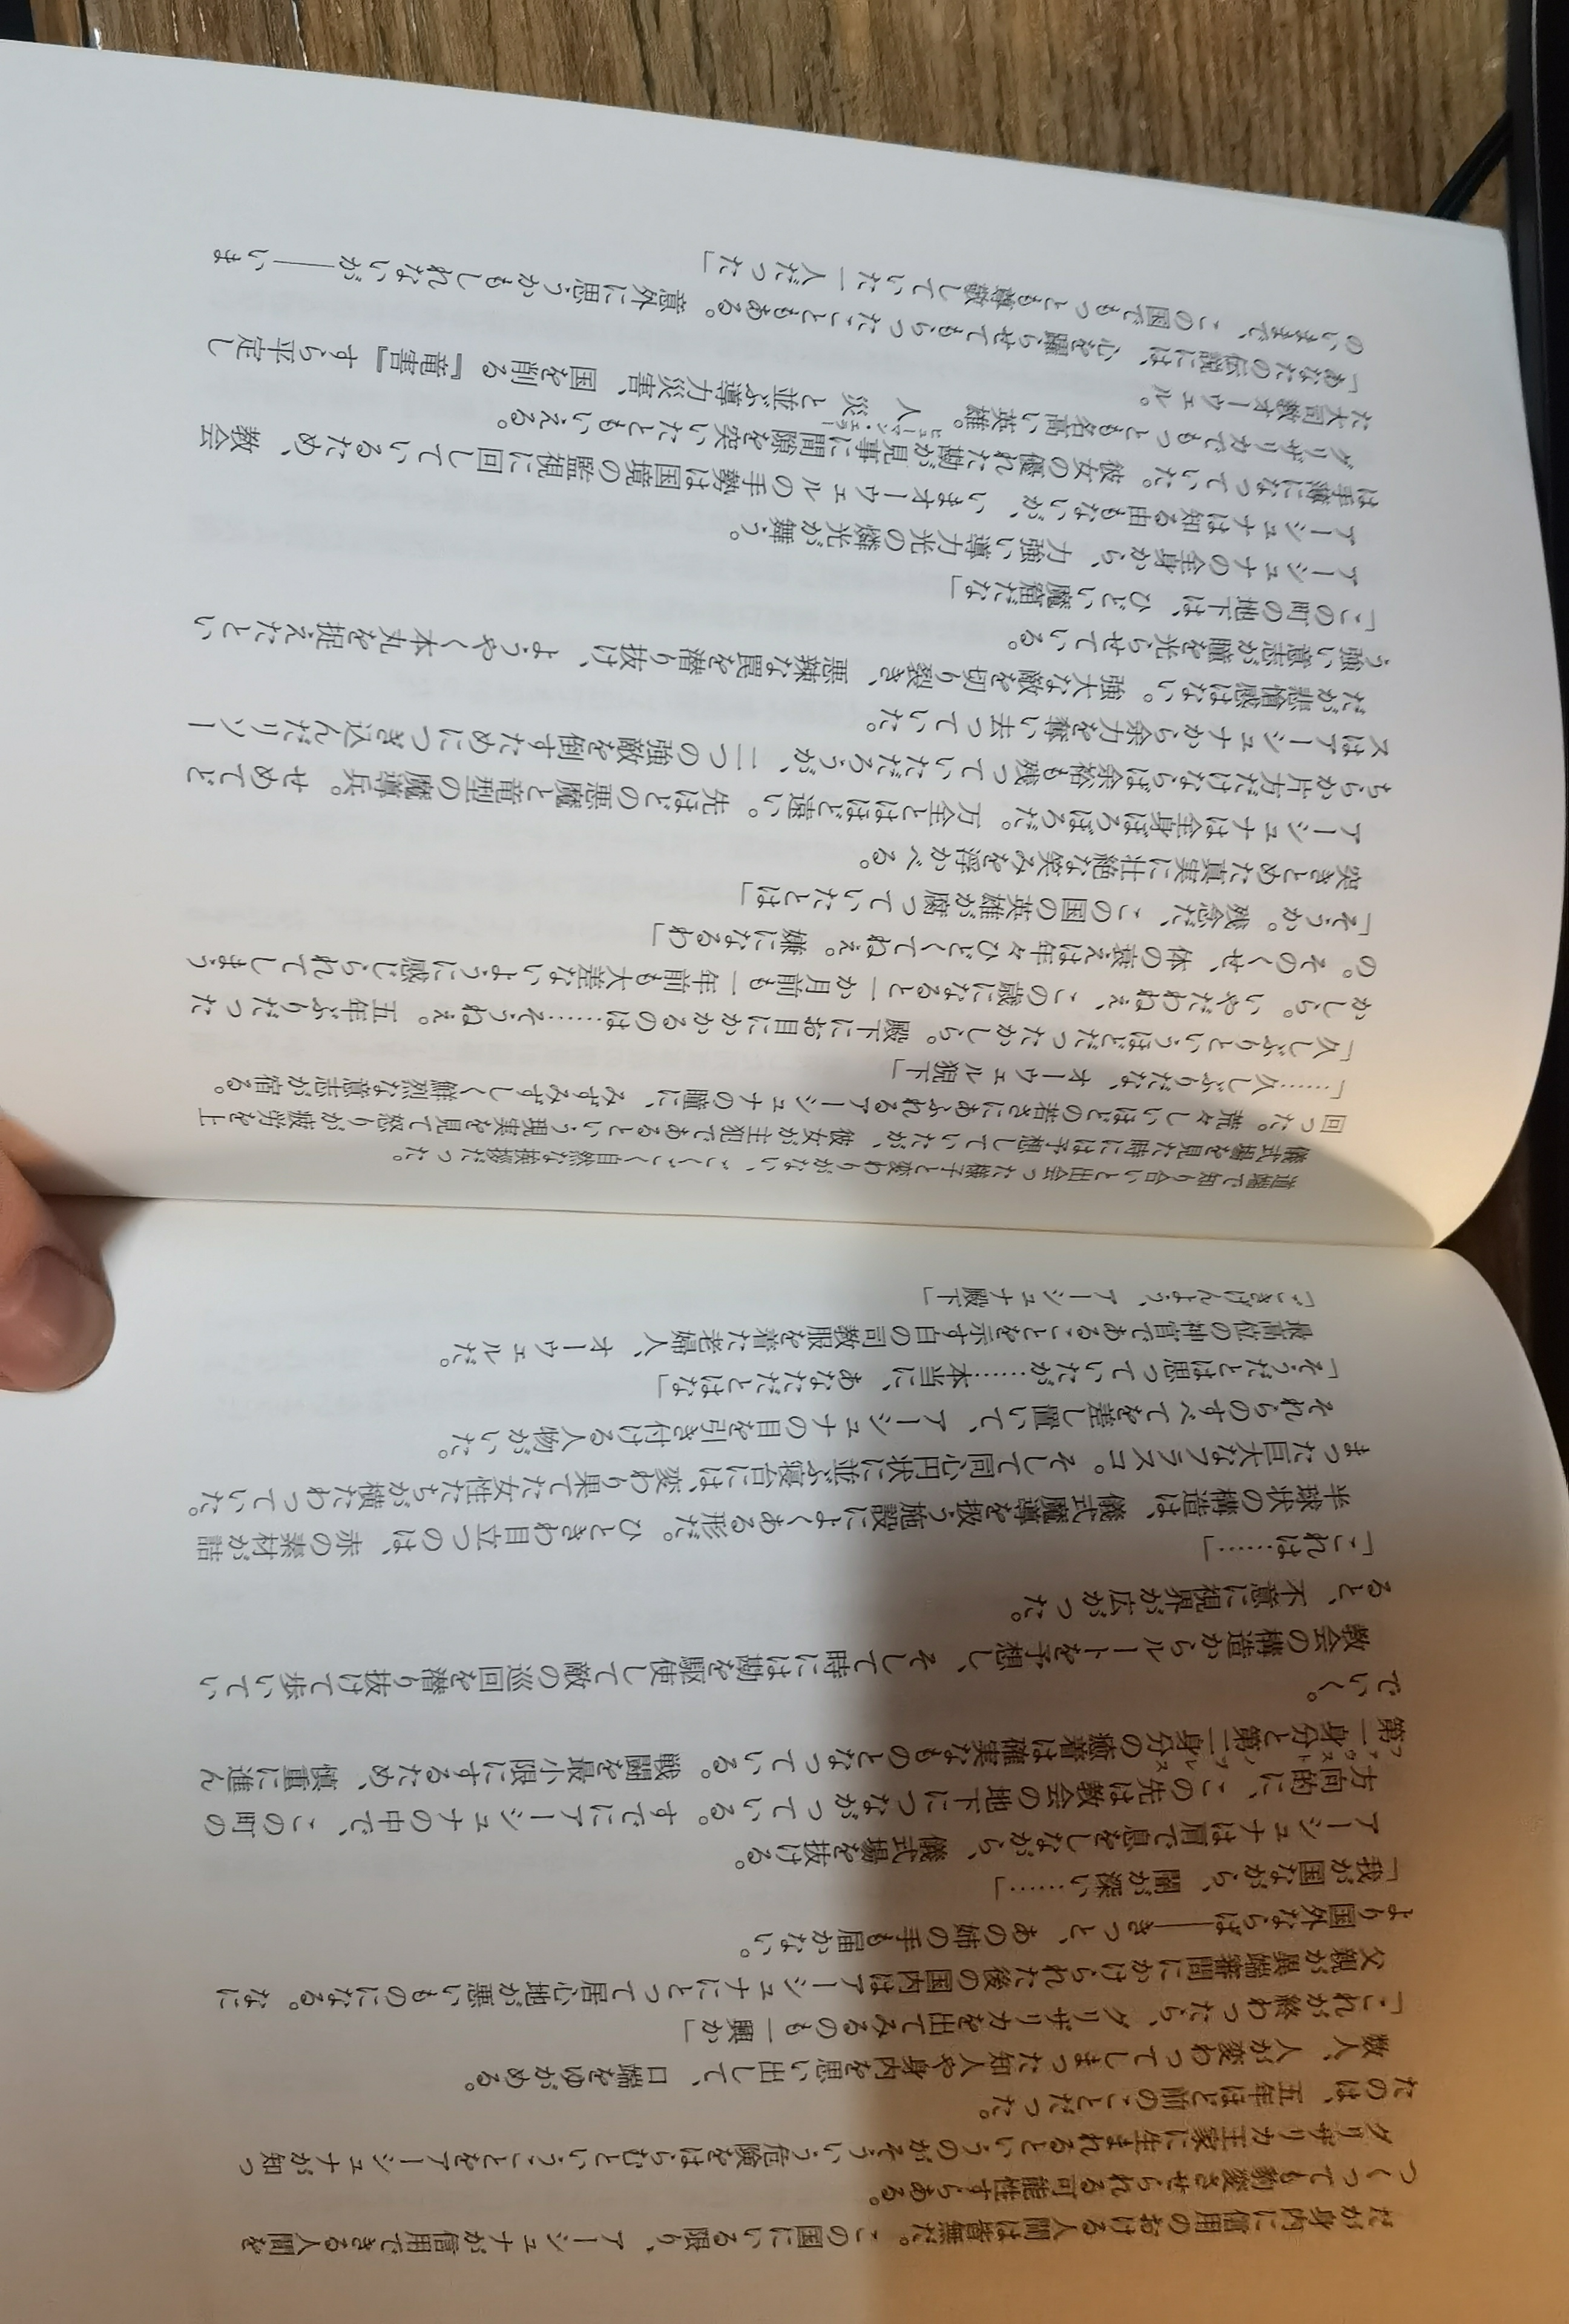 だが身内に信用のおける人間は皆無だ。この国にいる限り、アーシュナが信用できる人間を
つくっても豹変させられる可能性すらある。
グリザリカ王家に生まれるというのがそういう危険をはらむということをアーシュナが知っ
たのは、五年ほど前のことだった。
数人、人が変わってしまった知人や身内を思い出して、口端をゆがめる。
「これが終わったら、グリザリカを出てみるのも一興か」
父親が異端審問にかけられた後の国内はアーシュナにとって居心地が悪いものになる。なに
より国外ならば――きっと、あの姉の手も届かない。
「我が国ながら、闇が深い……」
アーシュナは肩で息をしながら、儀式場を抜ける。
方向的に、この先は教会の地下につながっている。すでにアーシュナの中で、この町の
第一身分と第二身分の癒着は確実なものとなっている。戦闘を最小限にするため、慎重に進ん
ファウスト ノブレス
でいく。
教会の構造からルートを予想し、そして時には勘を駆使して敵の巡回を潜り抜けて歩いてい
ると、不意に視界が広がった。
「これは……」
半球状の構造は、儀式魔導を扱う施設によくある形だ。ひときわ目立つのは、赤の素材が詰
まった巨大なフラスコ。そして同心円状に並ぶ寝台には、変わり果てた女性たちが横たわっていた。
それらのすべてを差し置いて、アーシュナの目を引き付ける人物がいた。
「そうだとは思っていたが……本当に、あなただとはな」
最高位の神官であることを示す白の司教服を着た老婦人、オーウェルだ。
「ごきげんよう、アーシュナ殿下」
道端で知り合いと出会った様子と変わりがない、ごくごく自然な挨拶だった。
儀式場を見た時には予想していたが、彼女が主犯であるという現実を見て怒りが疲労を上
回った。荒々しいほどの若さにあふれるアーシュナの瞳に、みずみずしく鮮烈な意志が宿る。
「……久しぶりだな、オーウェル猊下」
「久しぶりというほどだったかしら。殿下にお目にかかるのは……そうねぇ。五年ぶりだった
かしら。いやだわねぇ、この歳になると一か月前も一年前も大差ないように感じられてしまう
の。そのくせ、体の衰えは年々ひどくてねぇ。嫌になるわ」
「そうか。残念だ、この国の英雄が腐っていたとは」
突きとめた真実に壮絶な笑みを浮かべる。
アーシュナは全身ぼろぼろだ。万全とはほど遠い。先ほどの悪魔と竜型の魔導兵。せめてど
ちらか片方だけならば余裕も残っていただろうが、二つの強敵を倒すためにつぎ込んだリソー
スはアーシュナから余力を奪い去っていた。
だが悲愴感はない。強大な敵を切り裂き、悪辣な罠を潜り抜け、ようやく本丸を捉えたとい
う強い意志が瞳を光らせている。
「この町の地下は、ひどい魔窟だな」
アーシュナの全身から、力強い導力光の燐光が舞う。
アーシュナは知る由もないが、いまオーウェルの手勢は国境の監視に回しているため、教会
は手薄になっていた。彼女の優れた勘が見事に間隙を突いたともいえる。
グリザリカでもっとも名高い英雄。人災と並ぶ導力災害、国を削る『竜害』すら平定し
ヒューマン・エラー
た大司教オーウェル。
「あなたの伝説には、心を躍らせてもらったこともある。意外に思うかもしれないが――いま
のいままで、この国でもっとも尊敬していた一人だった」